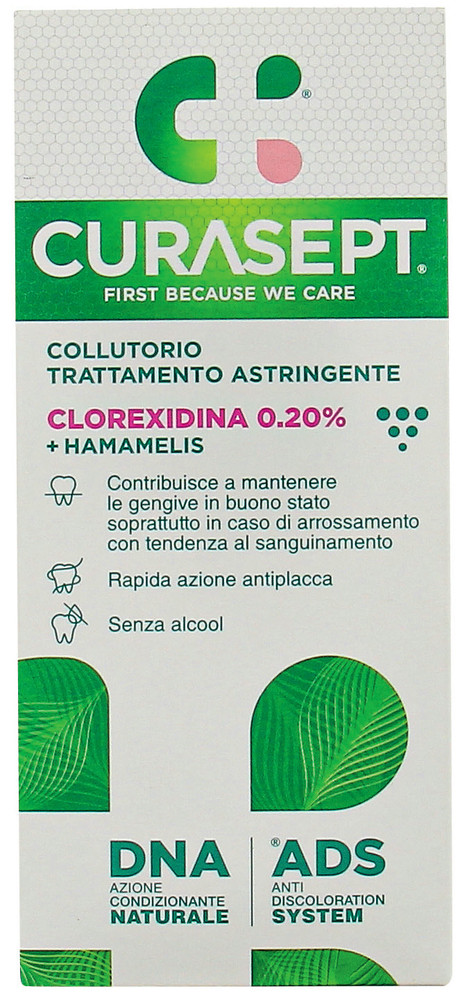 ®
CURASEPT®
FIRST BECAUSE WE CARE
COLLUTORIO
TRATTAMENTO ASTRINGENTE
CLOREXIDINA 0.20%
+ HAMAMELIS
Contribuisce a mantenere
le gengive in buono stato
soprattutto in caso di arrossamento
con tendenza al sanguinamento
Rapida azione antiplacca
Senza alcool
DNA
AZIONE
CONDIZIONANTE
NATURALE
®ADS
ANTI
DISCOLORATION
SYSTEM